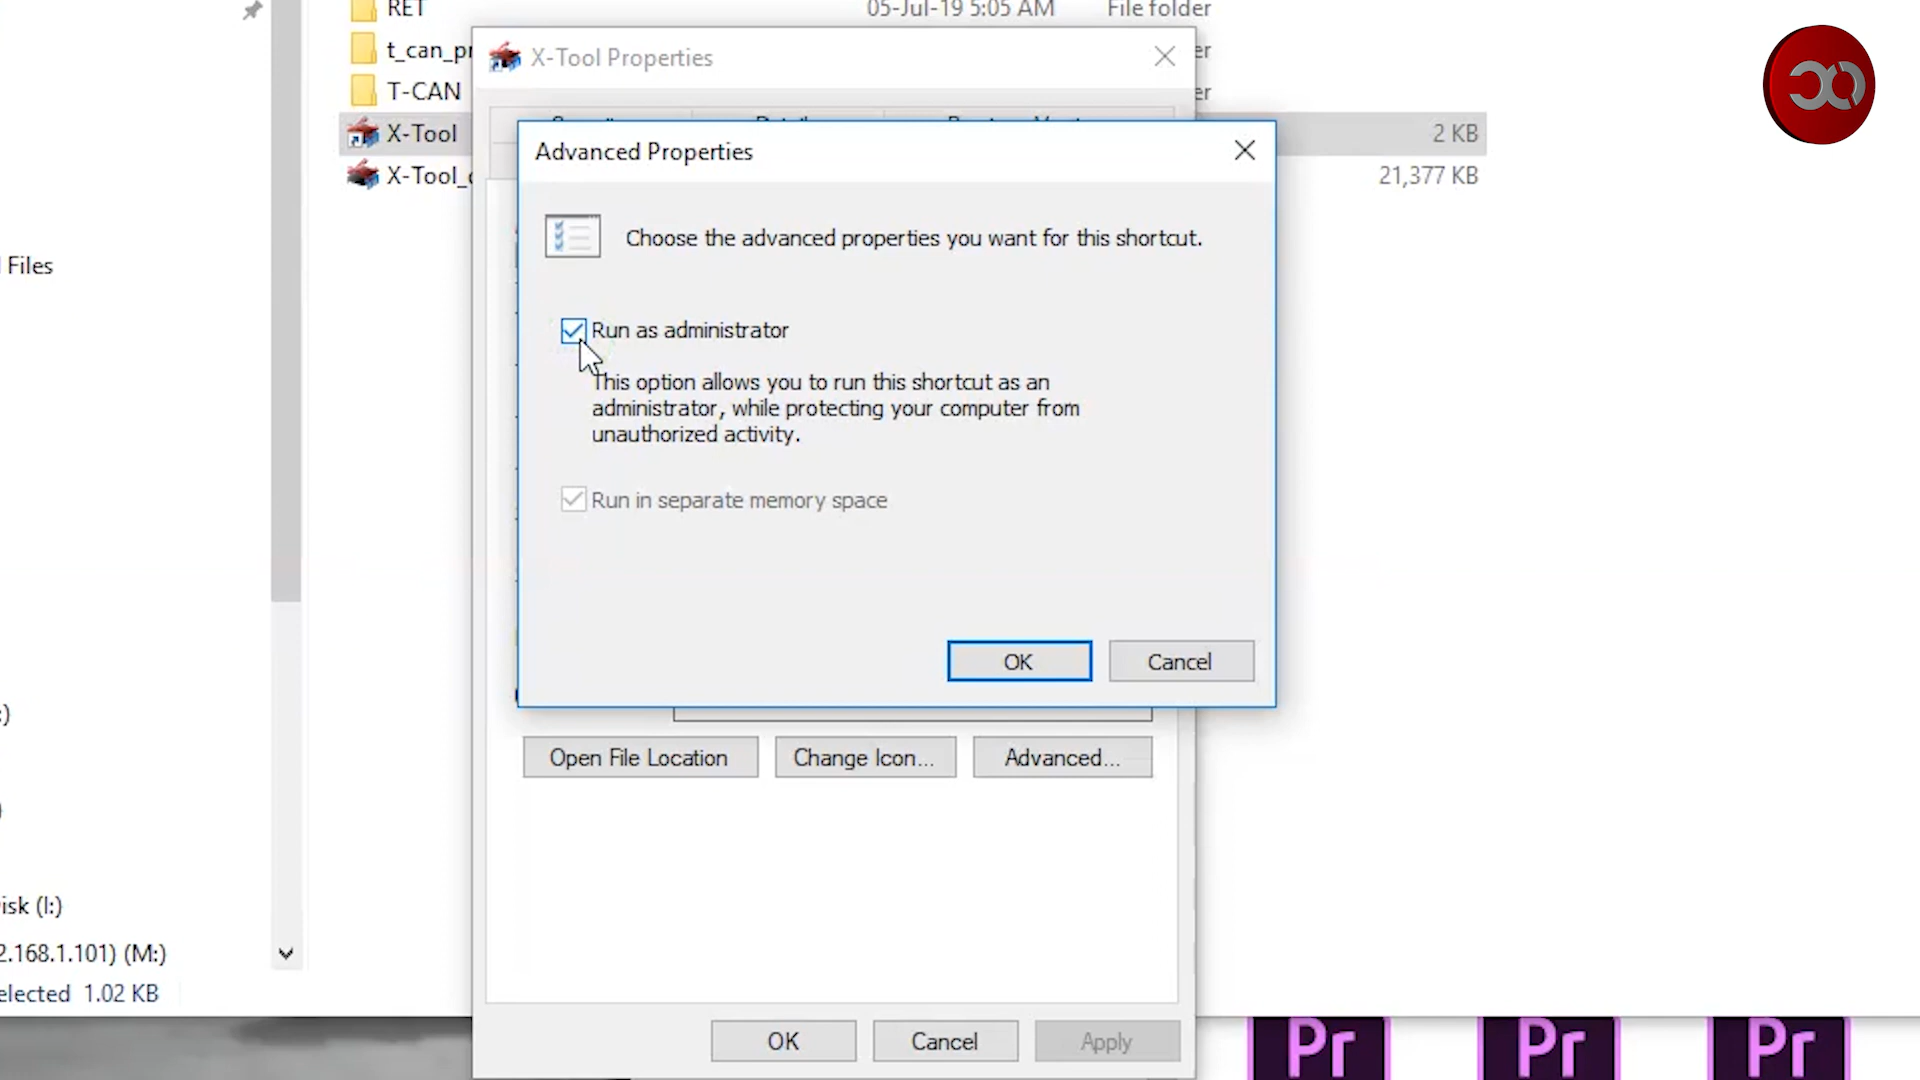 RET 05-Jul-19 5:05 AM File folder
t_can_pr er
T-CAN er
X-Tool 2 KB
X-Tool_ 21,377 KB
X-Tool Properties
Advanced Properties
Choose the advanced properties you want for this shortcut.
Run as administrator
This option allows you to run this shortcut as an
administrator, while protecting your computer from
unauthorized activity.
Run in separate memory space
OK Cancel
Open File Location Change Icon... Advanced...
OK Cancel Apply
Files
:)
)
isk (I:)
2.168.1.101) (M:)
elected 1.02 KB
Pr Pr Pr